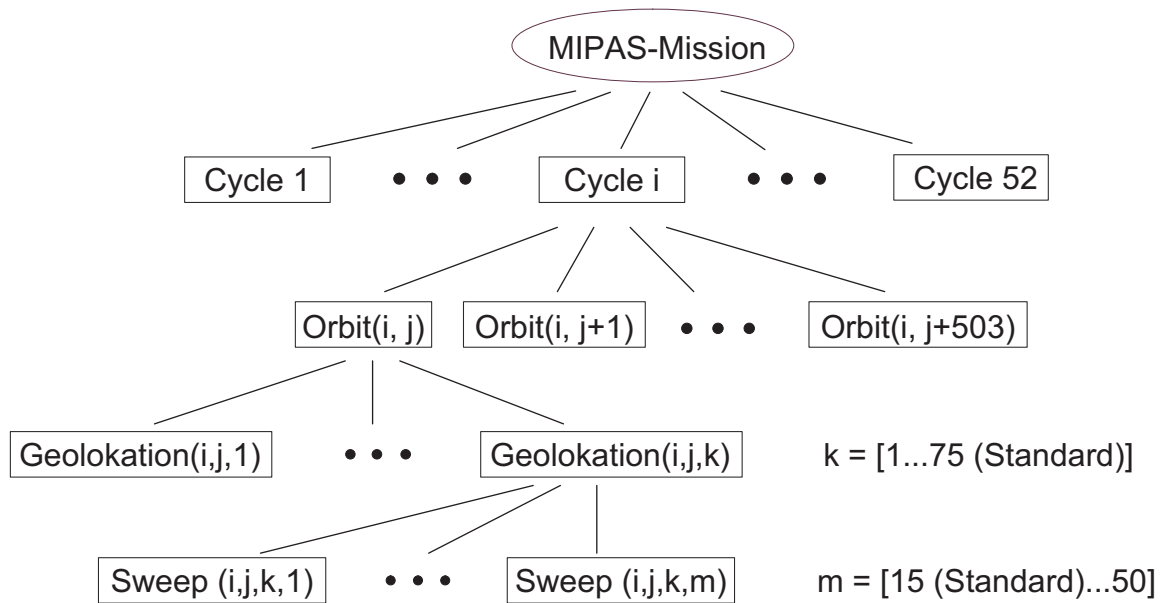 MIPAS-Mission
Cycle 1 • • • Cycle i • • • Cycle 52
Orbit(i, j) Orbit(i, j+1) • • • Orbit(i, j+503)
Geolokation(i,j,1) • • • Geolokation(i,j,k) k = [1...75 (Standard)]
Sweep (i,j,k,1) • • • Sweep (i,j,k,m) m = [15 (Standard)...50]